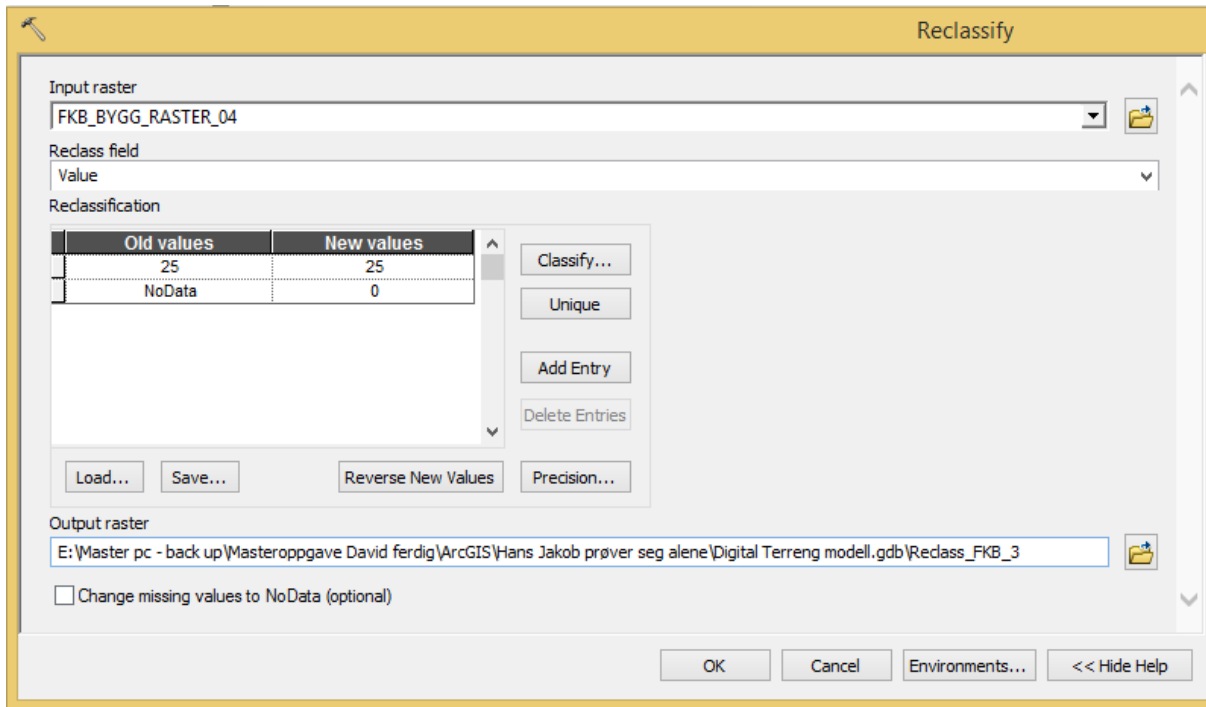 Reclassify
Input raster
FKB_BYGG_RASTER_04
Reclass field
Value
Reclassification
Old values New values
25 25
NoData 0
Classify...
Unique
Add Entry
Delete Entries
Load... Save... Reverse New Values Precision...
Output raster
E:\Master pc - back up\Masteroppgave David ferdig\ArcGIS\Hans Jakob prøver seg alene\Digital Terreng modell.gdb\Reclass_FKB_3
Change missing values to NoData (optional)
OK Cancel Environments... << Hide Help